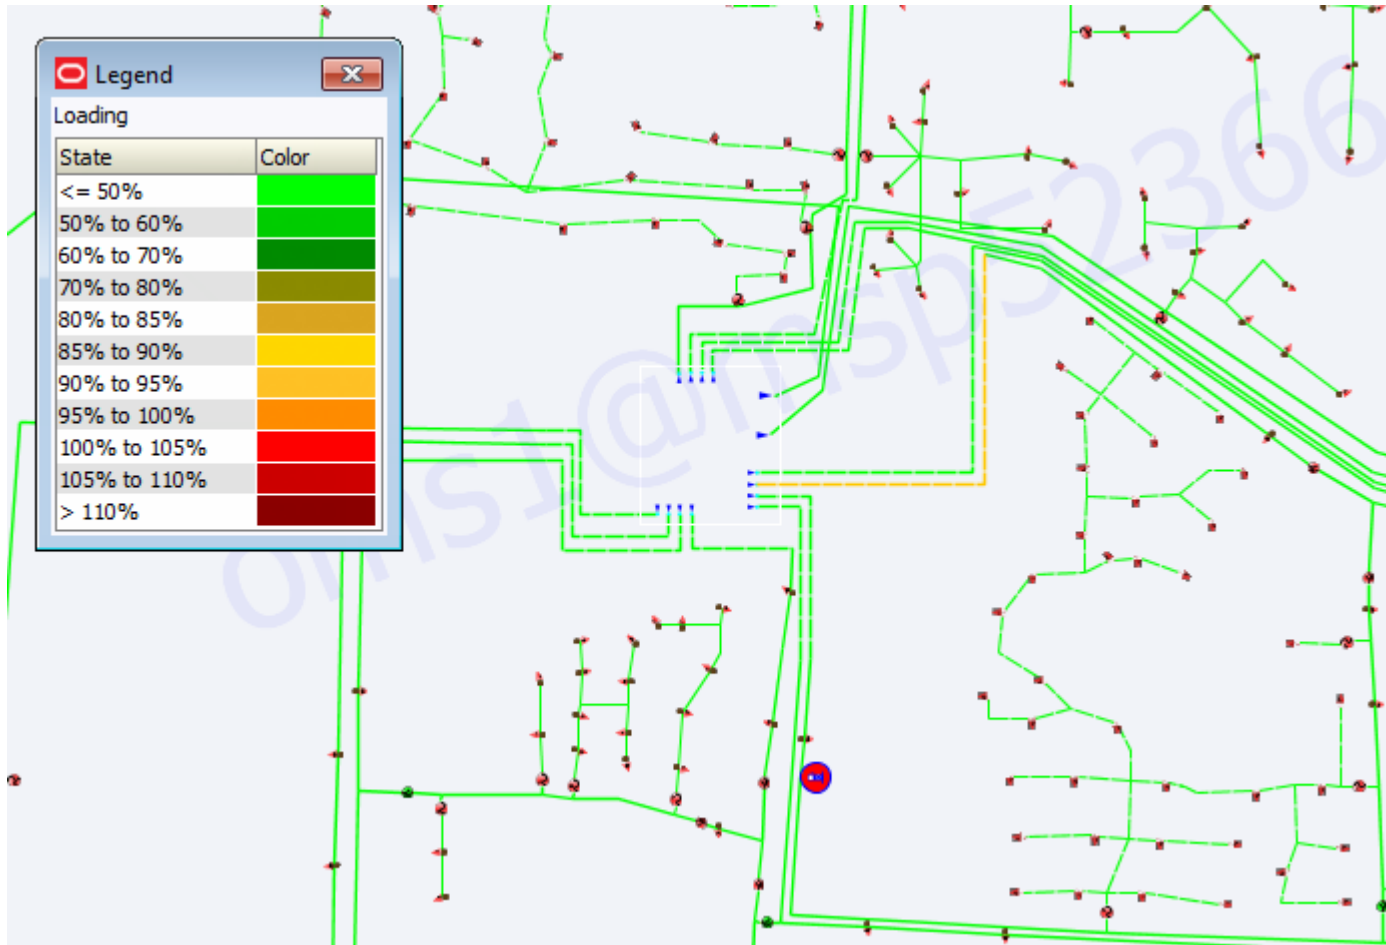 Legend
Loading
State Color
<= 50%
50% to 60%
60% to 70%
70% to 80%
80% to 85%
85% to 90%
90% to 95%
95% to 100%
100% to 105%
105% to 110%
> 110%
oms1@msp52366